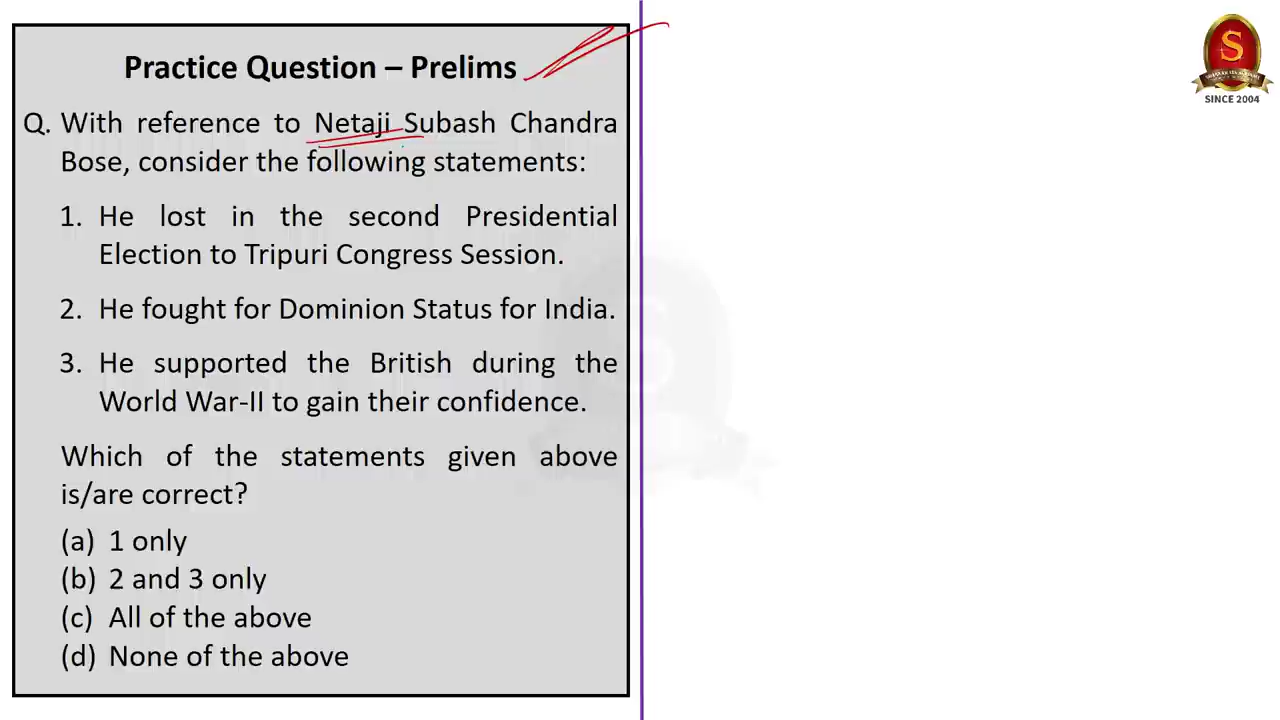 Practice Question – Prelims
Q. With reference to Netaji Subash Chandra
Bose, consider the following statements:
1. He lost in the second Presidential
Election to Tripuri Congress Session.
2. He fought for Dominion Status for India.
3. He supported the British during the
World War-II to gain their confidence.
Which of the statements given above
is/are correct?
(a) 1 only
(b) 2 and 3 only
(c) All of the above
(d) None of the above
S
SINCE 2004